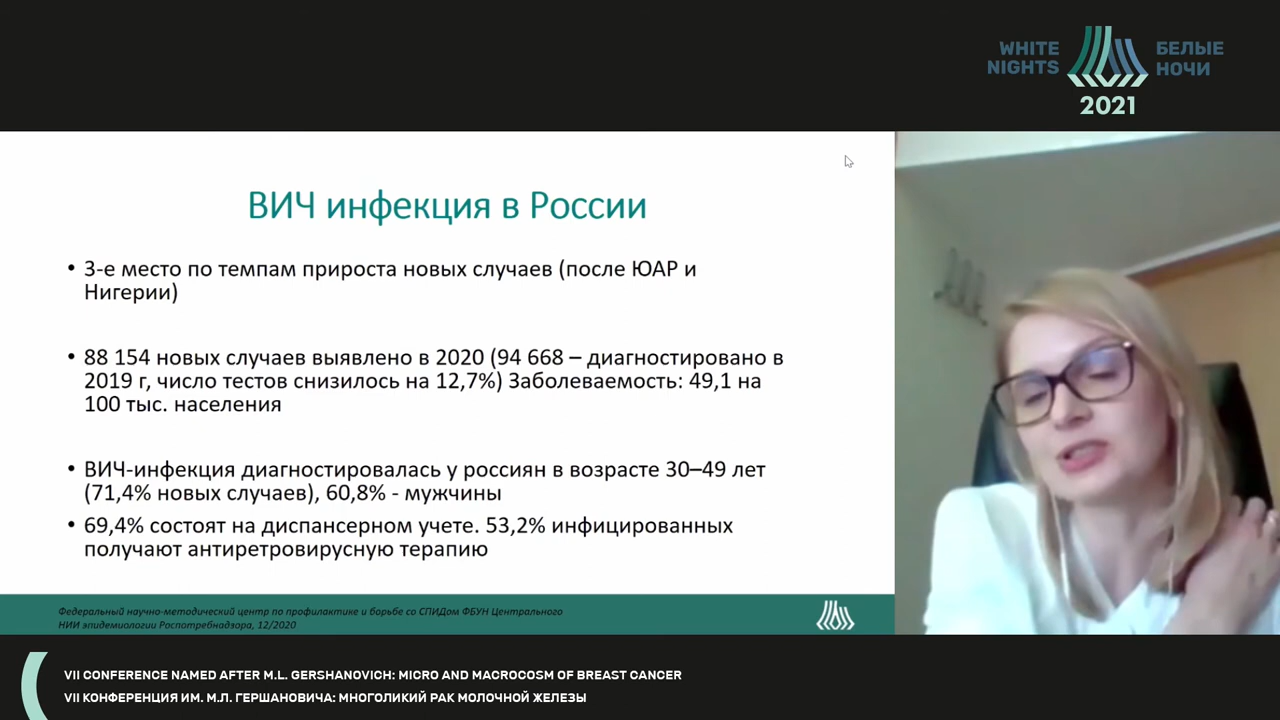 WHITE NIGHTS
БЕЛЫЕ НОЧИ
2021
ВИЧ инфекция в России
• 3-е место по темпам прироста новых случаев (после ЮАР и
Нигерии)
• 88 154 новых случаев выявлено в 2020 (94 668 – диагностировано в
2019 г, число тестов снизилось на 12,7%) Заболеваемость: 49,1 на
100 тыс. населения
• ВИЧ-инфекция диагностировалась у россиян в возрасте 30–49 лет
(71,4% новых случаев), 60,8% - мужчины
• 69,4% состоят на диспансерном учете. 53,2% инфицированных
получают антиретровирусную терапию
Федеральный научно-методический центр по профилактике и борьбе со СПИДом ФБУН Центрального
НИИ эпидемиологии Роспотребнадзора, 12/2020
VII CONFERENCE NAMED AFTER M.L. GERSHANOVICH: MICRO AND MACROCOSM OF BREAST CANCER
VII КОНФЕРЕНЦИЯ ИМ. М.Л. ГЕРШАНОВИЧА: МНОГОЛИКИЙ РАК МОЛОЧНОЙ ЖЕЛЕЗЫ